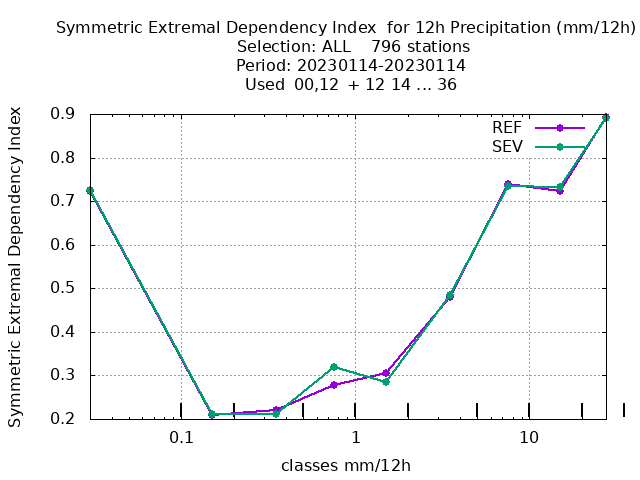 Symmetric Extremal Dependency Index  for 12h Precipitation (mm/12h)
Selection: ALL    796 stations
Period: 20230114-20230114
Used  00,12  + 12 14 ... 36
Symmetric Extremal Dependency Index
0.9
0.8
0.7
0.6
0.5
0.4
0.3
0.2
REF
SEV
0.1 1 10
classes mm/12h